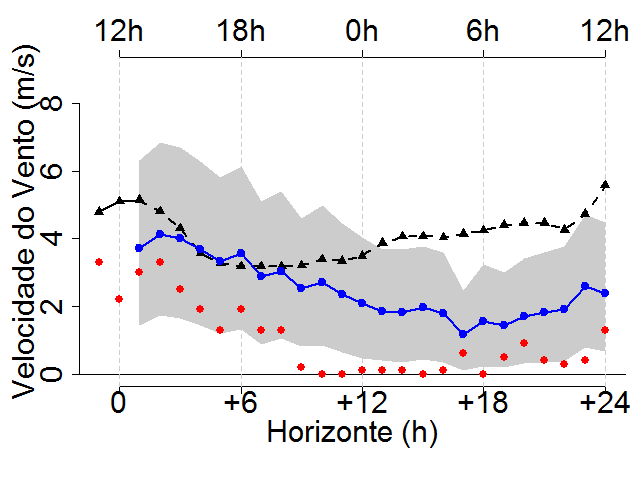 12h 18h 0h 6h 12h
Velocidade do Vento (m/s)
8
6
4
2
0
0 +6 +12 +18 +24
Horizonte (h)